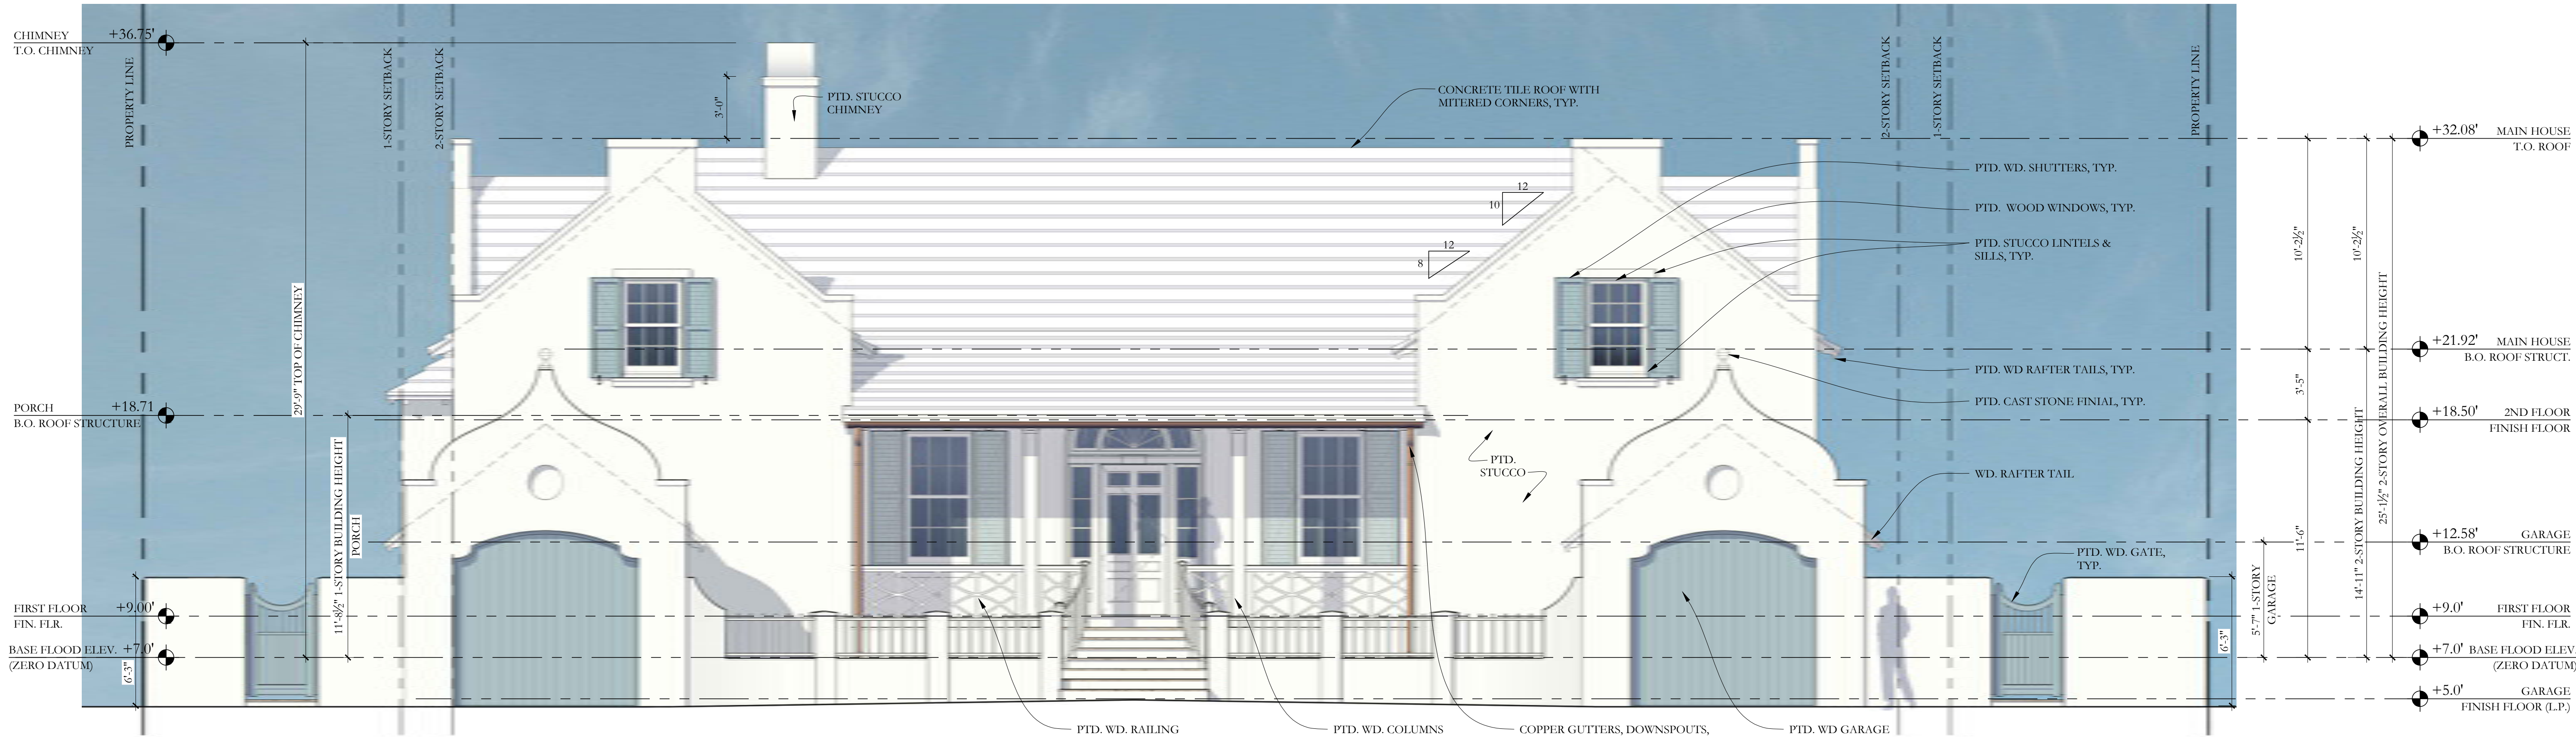 CHIMNEY +36.75'
T.O. CHIMNEY
PROPERTY LINE
1-STORY SETBACK
2-STORY SETBACK
29'-9" TOP OF CHIMNEY
PORCH +18.71
B.O. ROOF STRUCTURE
11'-8½" 1-STORY BUILDING HEIGHT
PORCH
FIRST FLOOR +9.00'
FIN. FLR.
BASE FLOOD ELEV. +7.0'
(ZERO DATUM)
6'-3"
3'-0"
PTD. STUCCO
CHIMNEY
CONCRETE TILE ROOF WITH
MITERED CORNERS, TYP.
12
10
12
8
PTD.
STUCCO
PTD. WD. RAILING
PTD. WD. COLUMNS
COPPER GUTTERS, DOWNSPOUTS,
PTD. WD GARAGE
2-STORY SETBACK
1-STORY SETBACK
PROPERTY LINE
PTD. WD. SHUTTERS, TYP.
PTD. WOOD WINDOWS, TYP.
PTD. STUCCO LINTELS &
SILLS, TYP.
PTD. WD RAFTER TAILS, TYP.
PTD. CAST STONE FINIAL, TYP.
WD. RAFTER TAIL
PTD. WD. GATE,
TYP.
6'-3"
5'-7" 1-STORY
GARAGE
10'-2½"
3'-5"
11'-6"
10'-2½"
14'-11" 2-STORY BUILDING HEIGHT
25'-1½" 2-STORY OVERALL BUILDING HEIGHT
+32.08' MAIN HOUSE
T.O. ROOF
+21.92' MAIN HOUSE
B.O. ROOF STRUCT.
+18.50' 2ND FLOOR
FINISH FLOOR
+12.58' GARAGE
B.O. ROOF STRUCTURE
+9.0' FIRST FLOOR
FIN. FLR.
+7.0' BASE FLOOD ELEV.
(ZERO DATUM)
+5.0' GARAGE
FINISH FLOOR (L.P.)